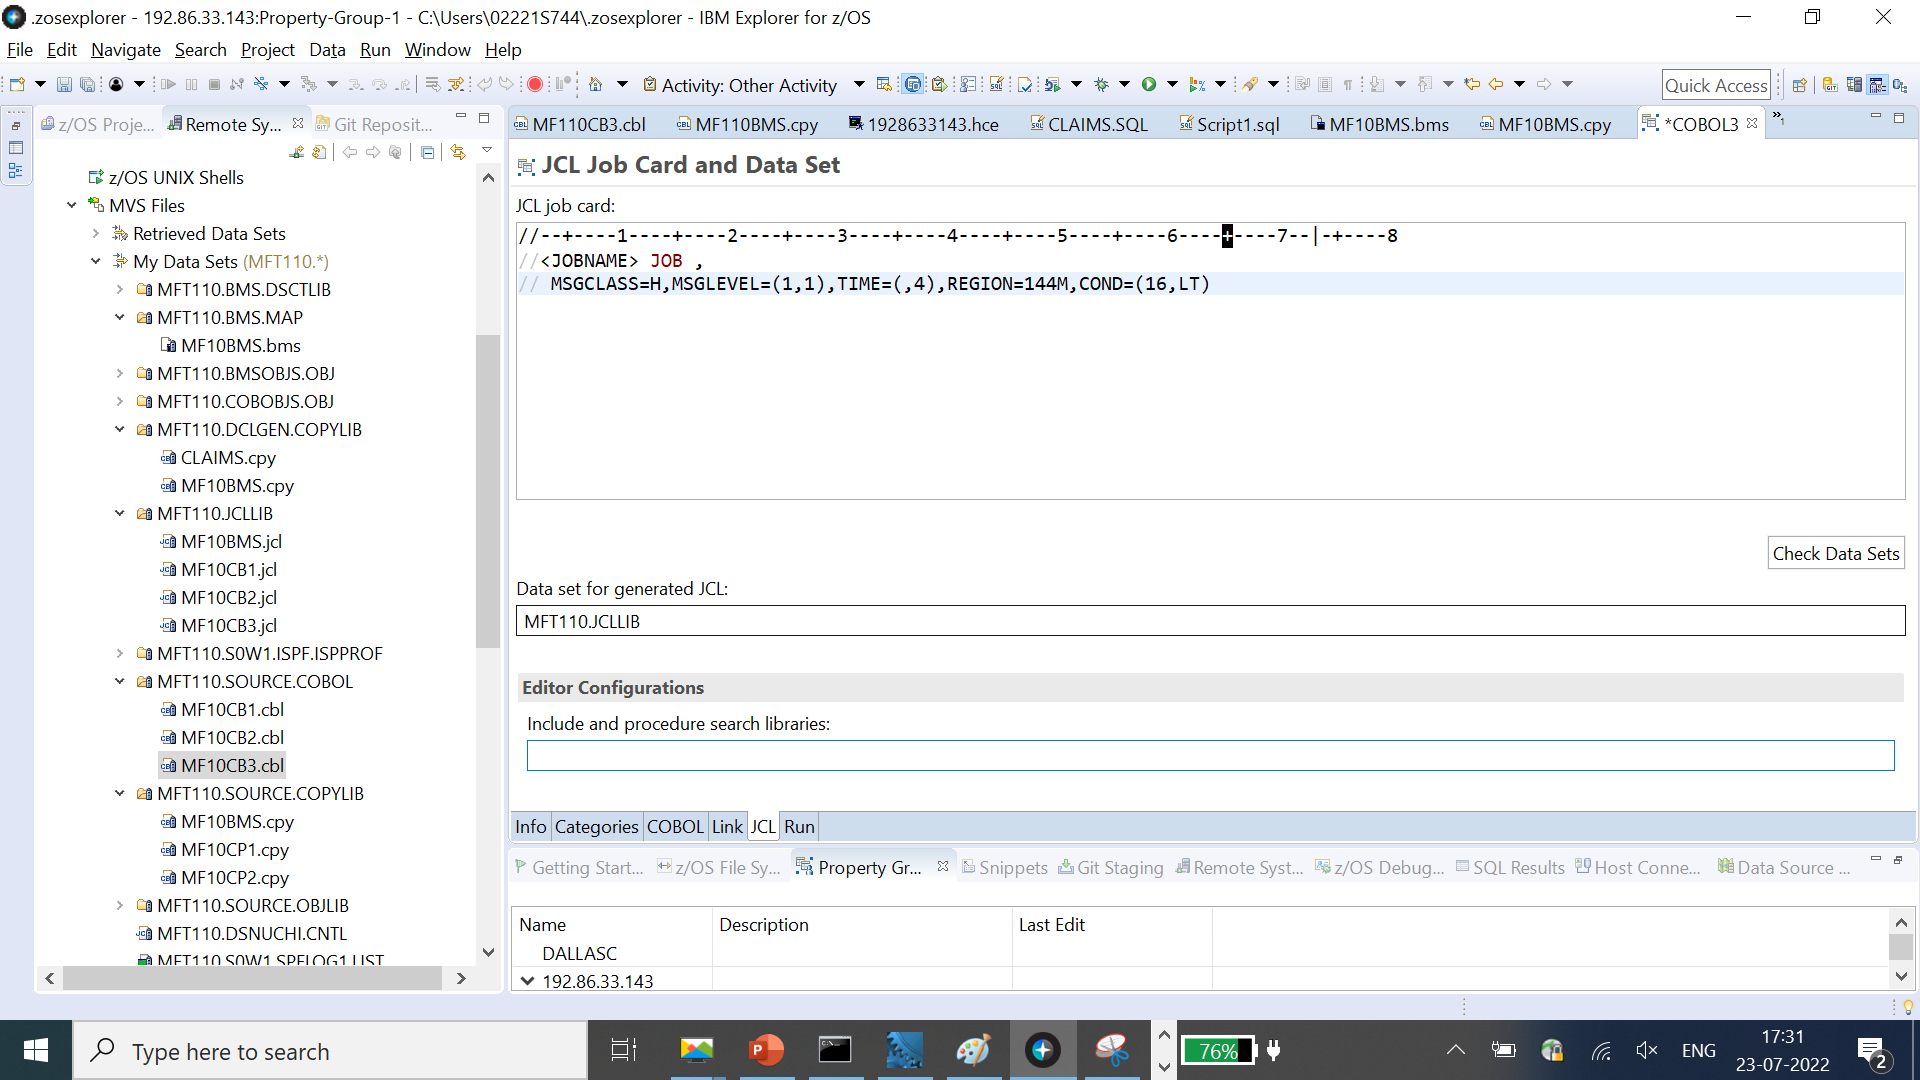 .zosexplorer - 192.86.33.143:Property-Group-1 - C:\Users\02221S744\.zosexplorer - IBM Explorer for z/OS
File Edit Navigate Search Project Data Run Window Help
Activity: Other Activity
Quick Access
z/OS Proje...
Remote Sy...
Git Reposit...
z/OS UNIX Shells
MVS Files
Retrieved Data Sets
My Data Sets (MFT110.*)
MFT110.BMS.DSCTLIB
MFT110.BMS.MAP
MF10BMS.bms
MFT110.BMSOBJS.OBJ
MFT110.COBOBJS.OBJ
MFT110.DCLGEN.COPYLIB
CLAIMS.cpy
MF10BMS.cpy
MFT110.JCLLIB
MF10BMS.jcl
MF10CB1.jcl
MF10CB2.jcl
MF10CB3.jcl
MFT110.S0W1.ISPF.ISPPROF
MFT110.SOURCE.COBOL
MF10CB1.cbl
MF10CB2.cbl
MF10CB3.cbl
MFT110.SOURCE.COPYLIB
MF10BMS.cpy
MF10CP1.cpy
MF10CP2.cpy
MFT110.SOURCE.OBJLIB
MFT110.DSNUCHI.CNTL
MFT110.S0W1.SPFLOG1.LIST
MF110CB3.cbl
MF110BMS.cpy
1928633143.hce
CLAIMS.SQL
Script1.sql
MF10BMS.bms
MF10BMS.cpy
*COBOL3
»1
JCL Job Card and Data Set
JCL job card:
//--+----1----+----2----+----3----+----4----+----5----+----6----+----7--|-+----8
//<JOBNAME> JOB ,
// MSGCLASS=H,MSGLEVEL=(1,1),TIME=(,4),REGION=144M,COND=(16,LT)
Check Data Sets
Data set for generated JCL:
MFT110.JCLLIB
Editor Configurations
Include and procedure search libraries:
Info Categories COBOL Link JCL Run
Getting Start...
z/OS File Sy...
Property Gr...
Snippets
Git Staging
Remote Syst...
z/OS Debug...
SQL Results
Host Conne...
Data Source ...
Name Description Last Edit
DALLASC
192.86.33.143
Type here to search
76%
ENG
17:31
23-07-2022
2